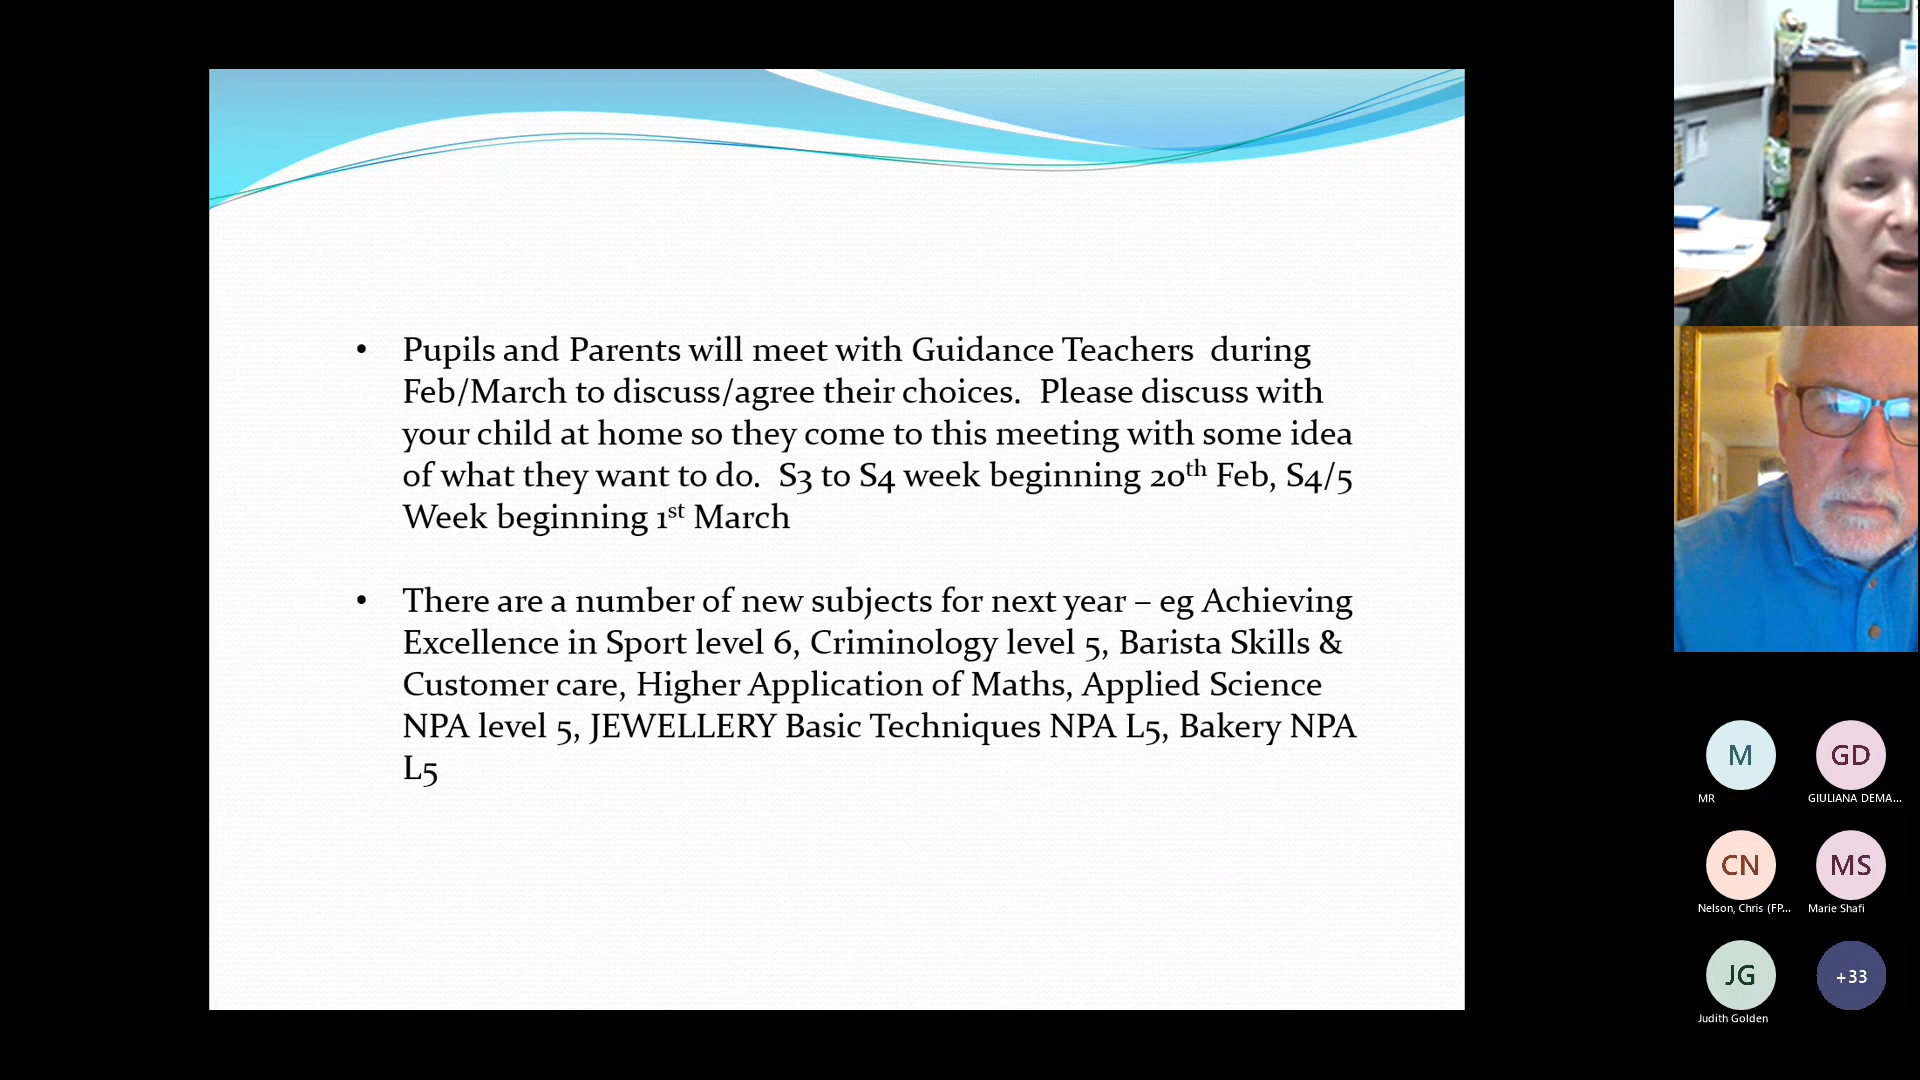 • Pupils and Parents will meet with Guidance Teachers  during
Feb/March to discuss/agree their choices.  Please discuss with
your child at home so they come to this meeting with some idea
of what they want to do.  S3 to S4 week beginning 20th Feb, S4/5
Week beginning 1st March
• There are a number of new subjects for next year – eg Achieving
Excellence in Sport level 6, Criminology level 5, Barista Skills &
Customer care, Higher Application of Maths, Applied Science
NPA level 5, JEWELLERY Basic Techniques NPA L5, Bakery NPA
L5
M
MR
GD
GIULIANA DEMA...
CN
Nelson, Chris (FP...
MS
Marie Shafi
JG
Judith Golden
+33